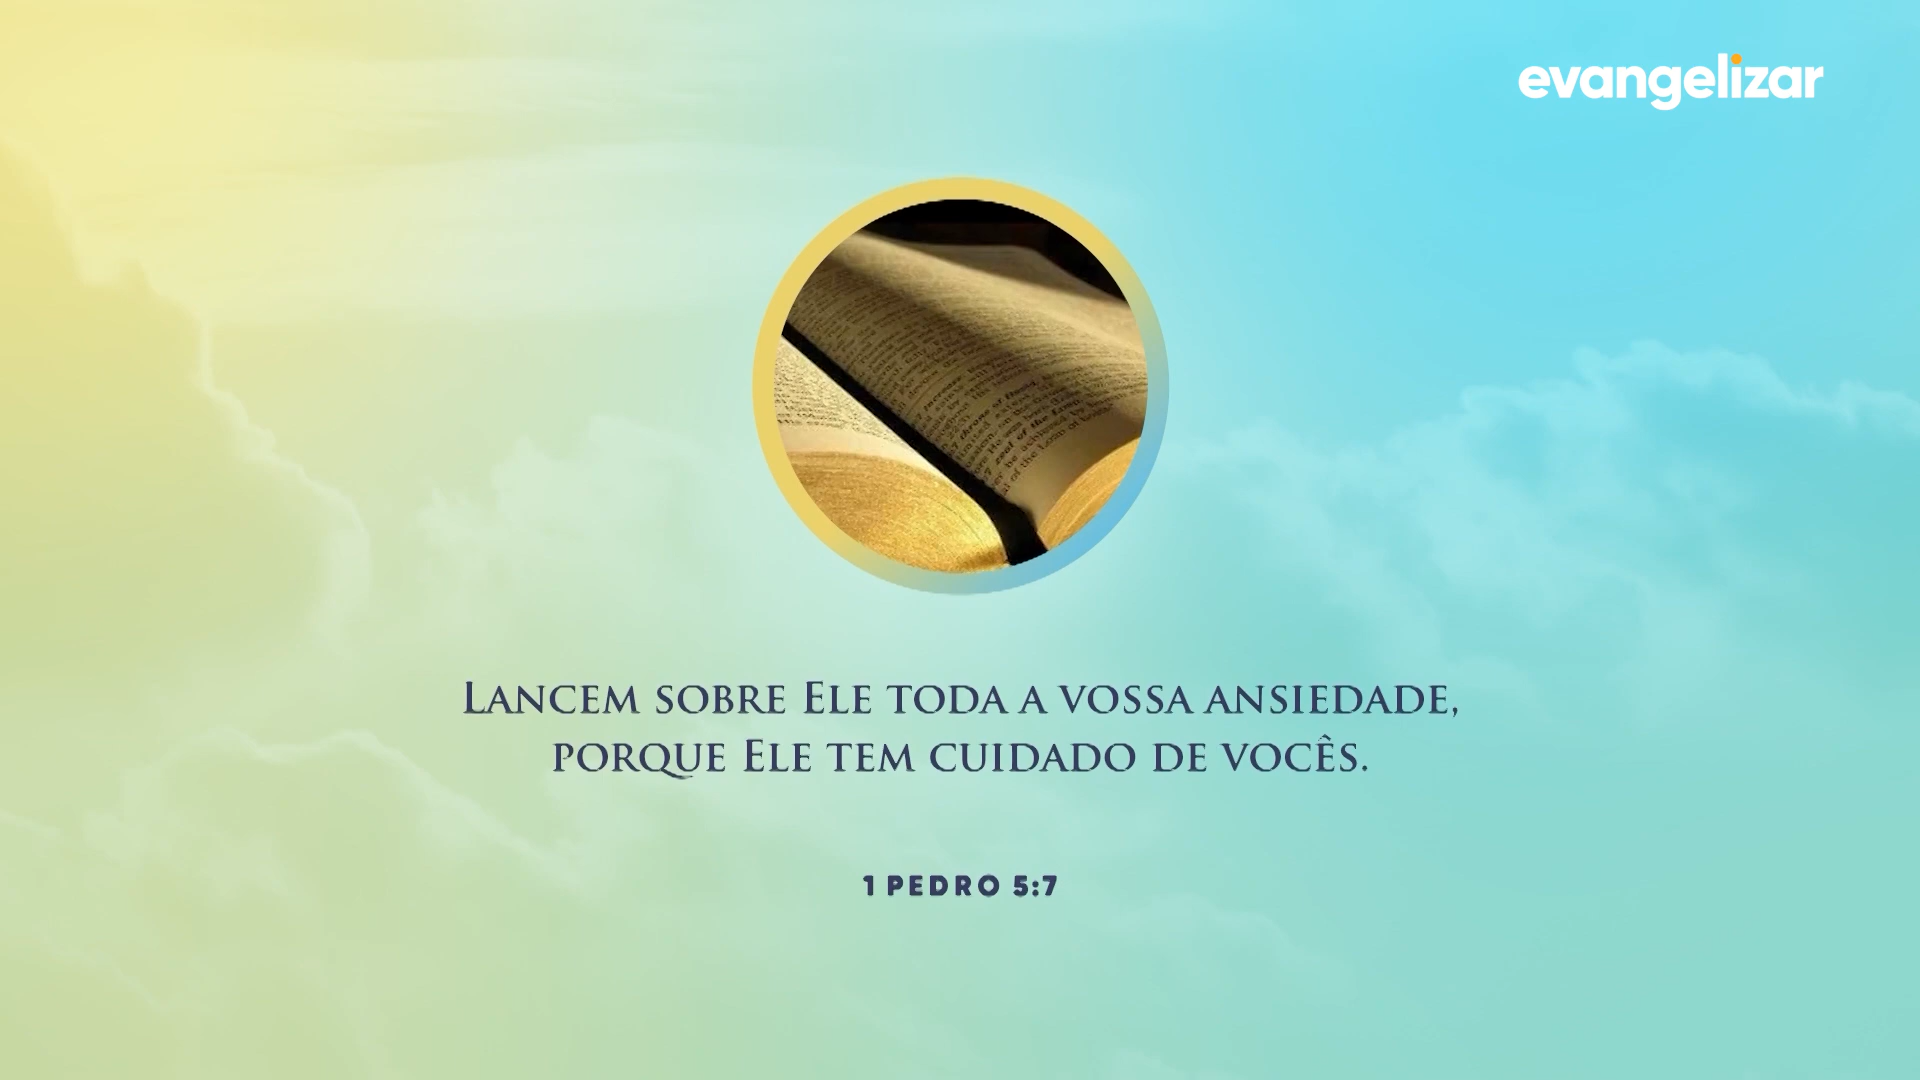 evangelizar
Lancem sobre Ele toda a vossa ansiedade,
porque Ele tem cuidado de vocês.
1 PEDRO 5:7